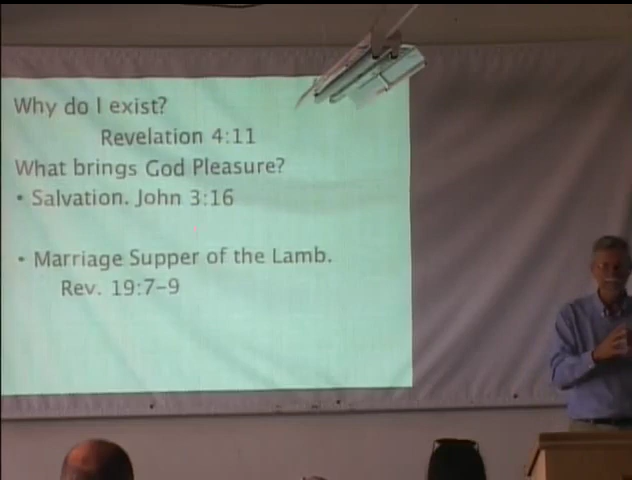 Why do I exist?
Revelation 4:11
What brings God Pleasure?
• Salvation. John 3:16
• Marriage Supper of the Lamb.
Rev. 19:7-9